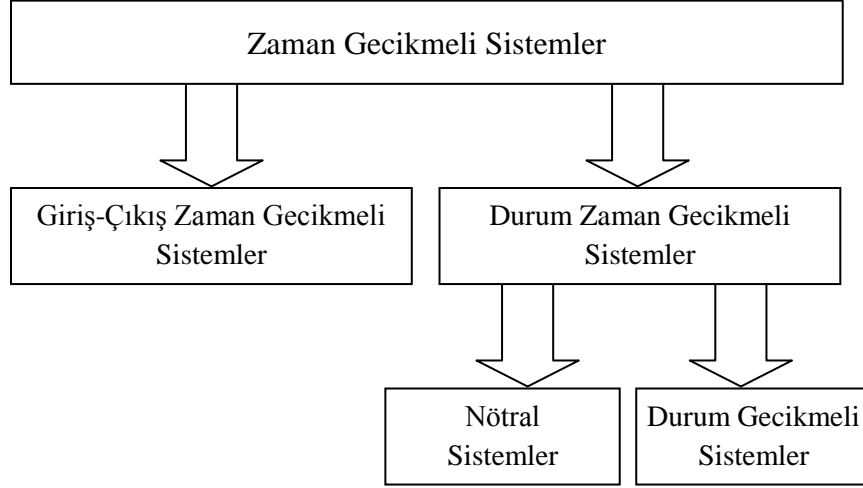 Zaman Gecikmeli Sistemler
Giriş-Çıkış Zaman Gecikmeli
Sistemler
Durum Zaman Gecikmeli
Sistemler
Nötral
Sistemler
Durum Gecikmeli
Sistemler